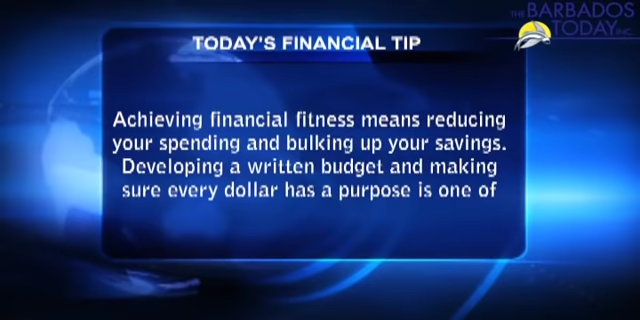 THE BARBADOS
TODAY INC.
TODAY'S FINANCIAL TIP
Achieving financial fitness means reducing
your spending and bulking up your savings.
Developing a written budget and making
sure every dollar has a purpose is one of